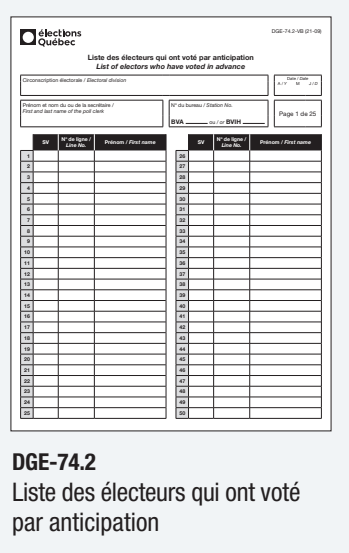 élections
Québec
DGE-74.2-VB (21-09)
Liste des électeurs qui ont voté par anticipation
List of electors who have voted in advance
Circonscription électorale / Electoral division
Date / Date
A / Y M J / D
Prénom et nom du ou de la secrétaire /
First and last name of the poll clerk
N° du bureau / Station No.
BVA ou / or BVIH
Page 1 de 25
SV N° de ligne / Line No. Prénom / First name SV N° de ligne / Line No. Prénom / First name
1 26
2 27
3 28
4 29
5 30
6 31
7 32
8 33
9 34
10 35
11 36
12 37
13 38
14 39
15 40
16 41
17 42
18 43
19 44
20 45
21 46
22 47
23 48
24 49
25 50
DGE-74.2
Liste des électeurs qui ont voté
par anticipation